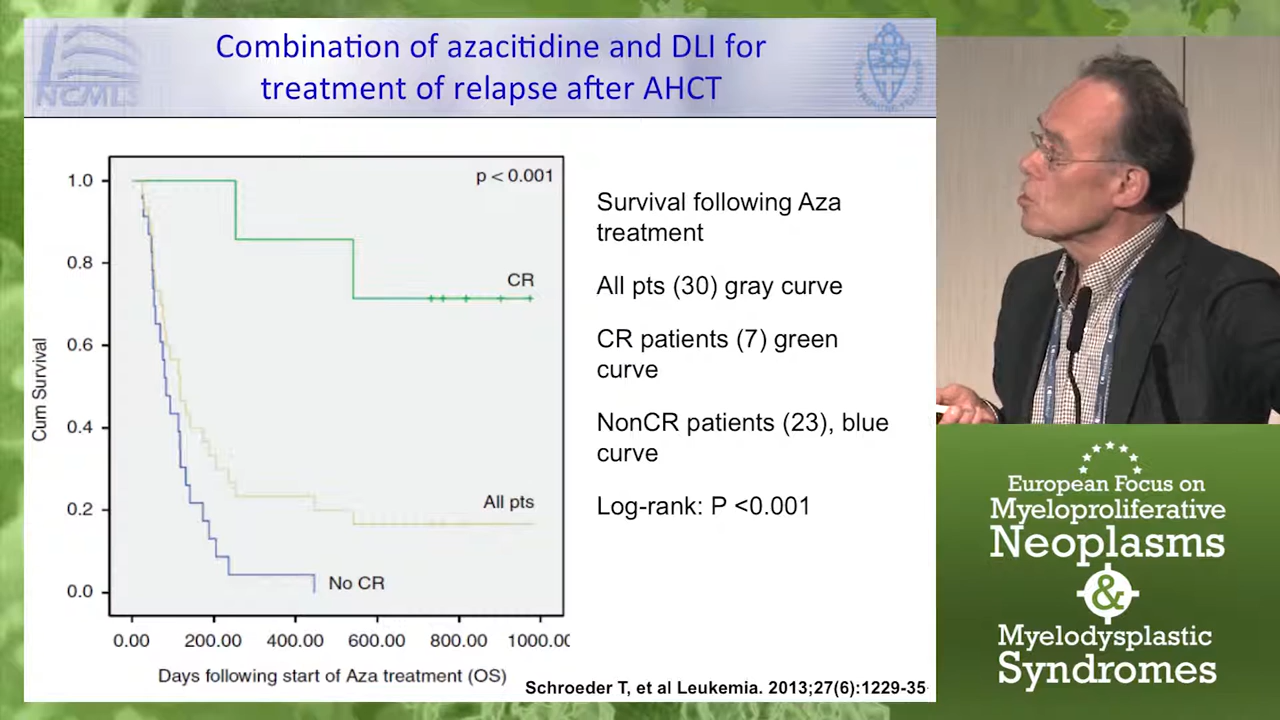 NCMLS
Combination of azacitidine and DLI for
treatment of relapse after AHCT
p < 0.001
1.0
0.8
0.6
0.4
0.2
0.0
Cum Survival
CR
All pts
No CR
0.00 200.00 400.00 600.00 800.00 1000.00
Days following start of Aza treatment (OS)
Survival following Aza
treatment
All pts (30) gray curve
CR patients (7) green
curve
NonCR patients (23), blue
curve
Log-rank: P <0.001
Schroeder T, et al Leukemia. 2013;27(6):1229-35
European Focus on
Myeloproliferative
Neoplasms
&
Myelodysplastic
Syndromes